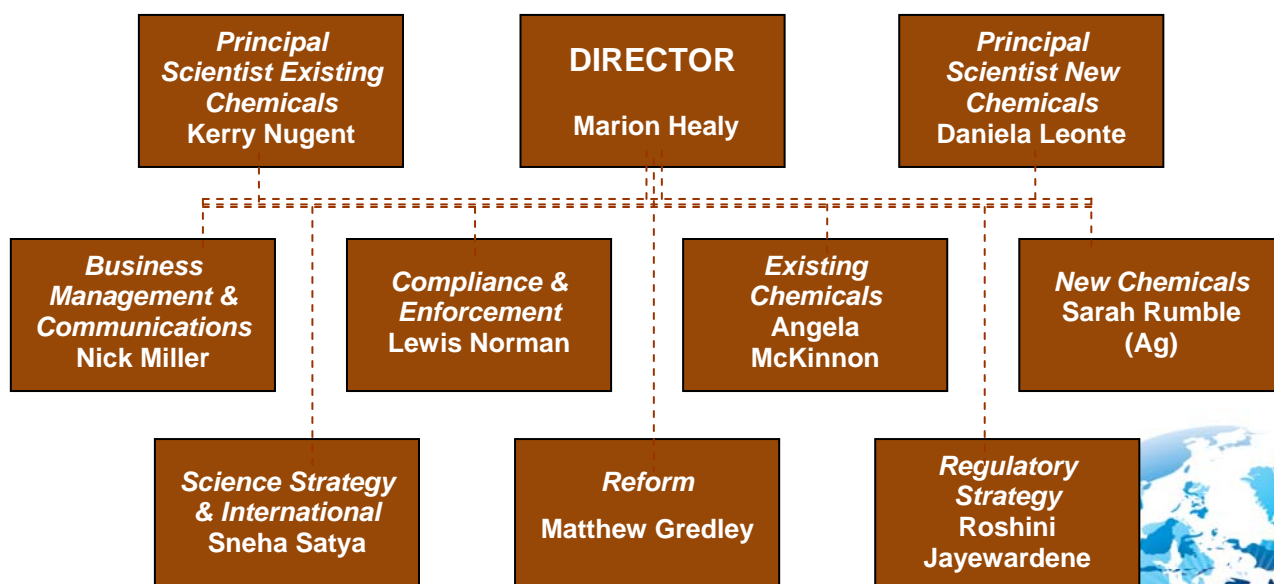 Principal
Scientist Existing
Chemicals
Kerry Nugent
DIRECTOR
Marion Healy
Principal
Scientist New
Chemicals
Daniela Leonte
Business
Management &
Communications
Nick Miller
Compliance &
Enforcement
Lewis Norman
Existing
Chemicals
Angela
McKinnon
New Chemicals
Sarah Rumble
(Ag)
Science Strategy
& International
Sneha Satya
Reform
Matthew Gredley
Regulatory
Strategy
Roshini
Jayewardene